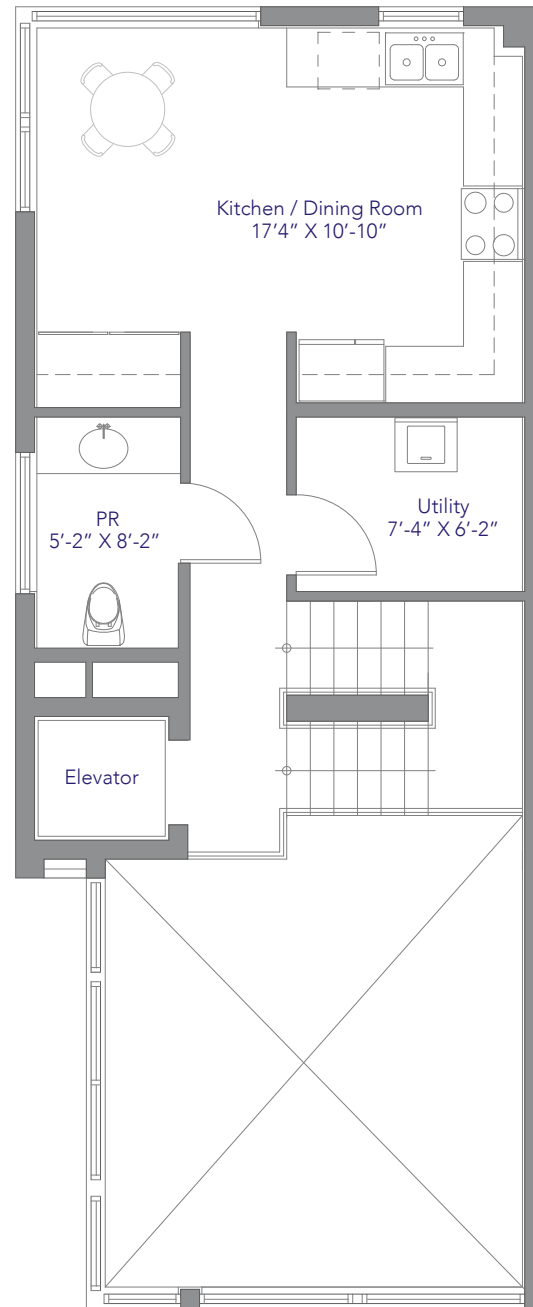 Kitchen / Dining Room
17’4” X 10’-10”
PR
5’-2” X 8’-2”
Utility
7’-4” X 6’-2”
Elevator